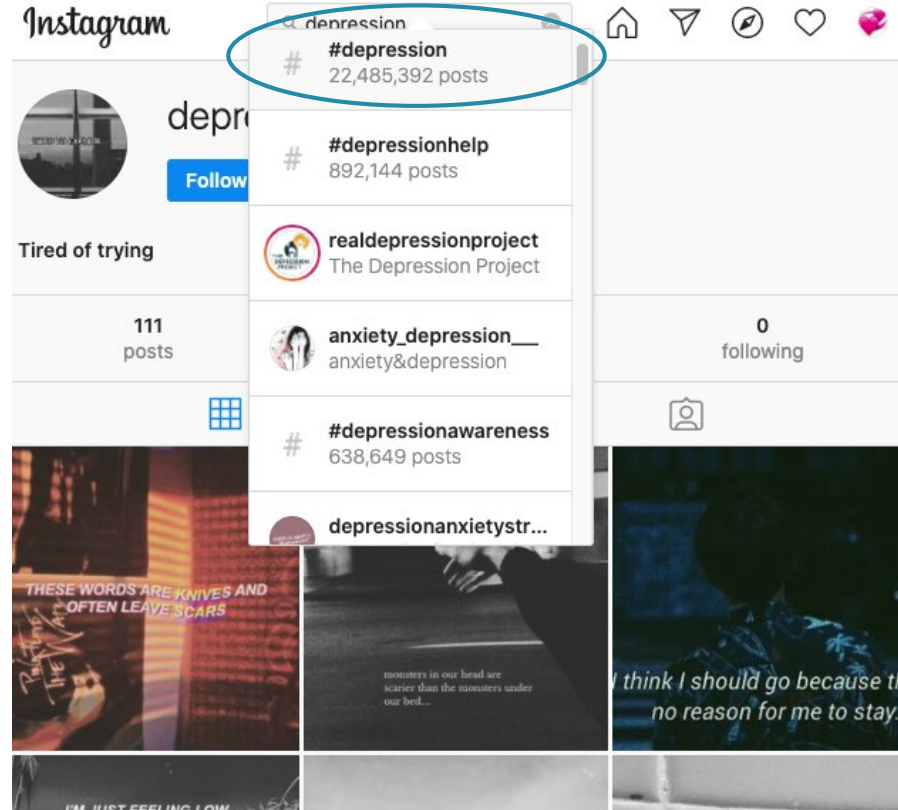 Instagram
depression
#depression
22,485,392 posts
depre
Follow
#depressionhelp
892,144 posts
Tired of trying
realdepressionproject
The Depression Project
111
posts
anxiety_depression___
anxiety&depression
0
following
#depressionawareness
638,649 posts
depressionanxietystr...
THESE WORDS ARE KNIVES AND
OFTEN LEAVE SCARS
monsters in our head are
scarier than the monsters under
our bed....
I think I should go because th
no reason for me to stay.
I'M JUST FEELING LOW